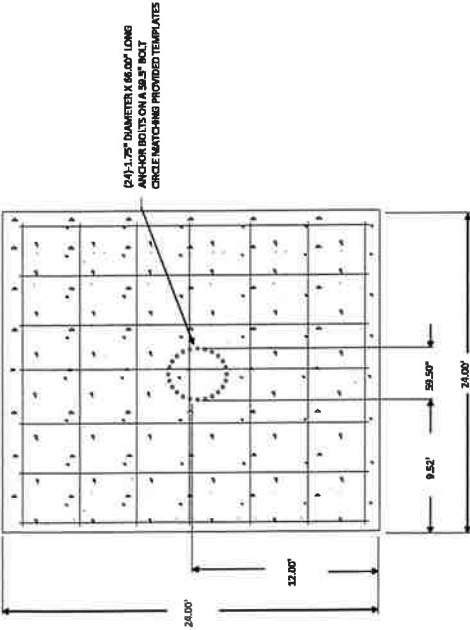 (24)-1.75" DIAMETER X 66.00" LONG
ANCHOR BOLTS ON A 59.5" BOLT
CIRCLE MATCHING PROVIDED TEMPLATES
59.50"
9.52'
24.00'
12.00'
24.00'